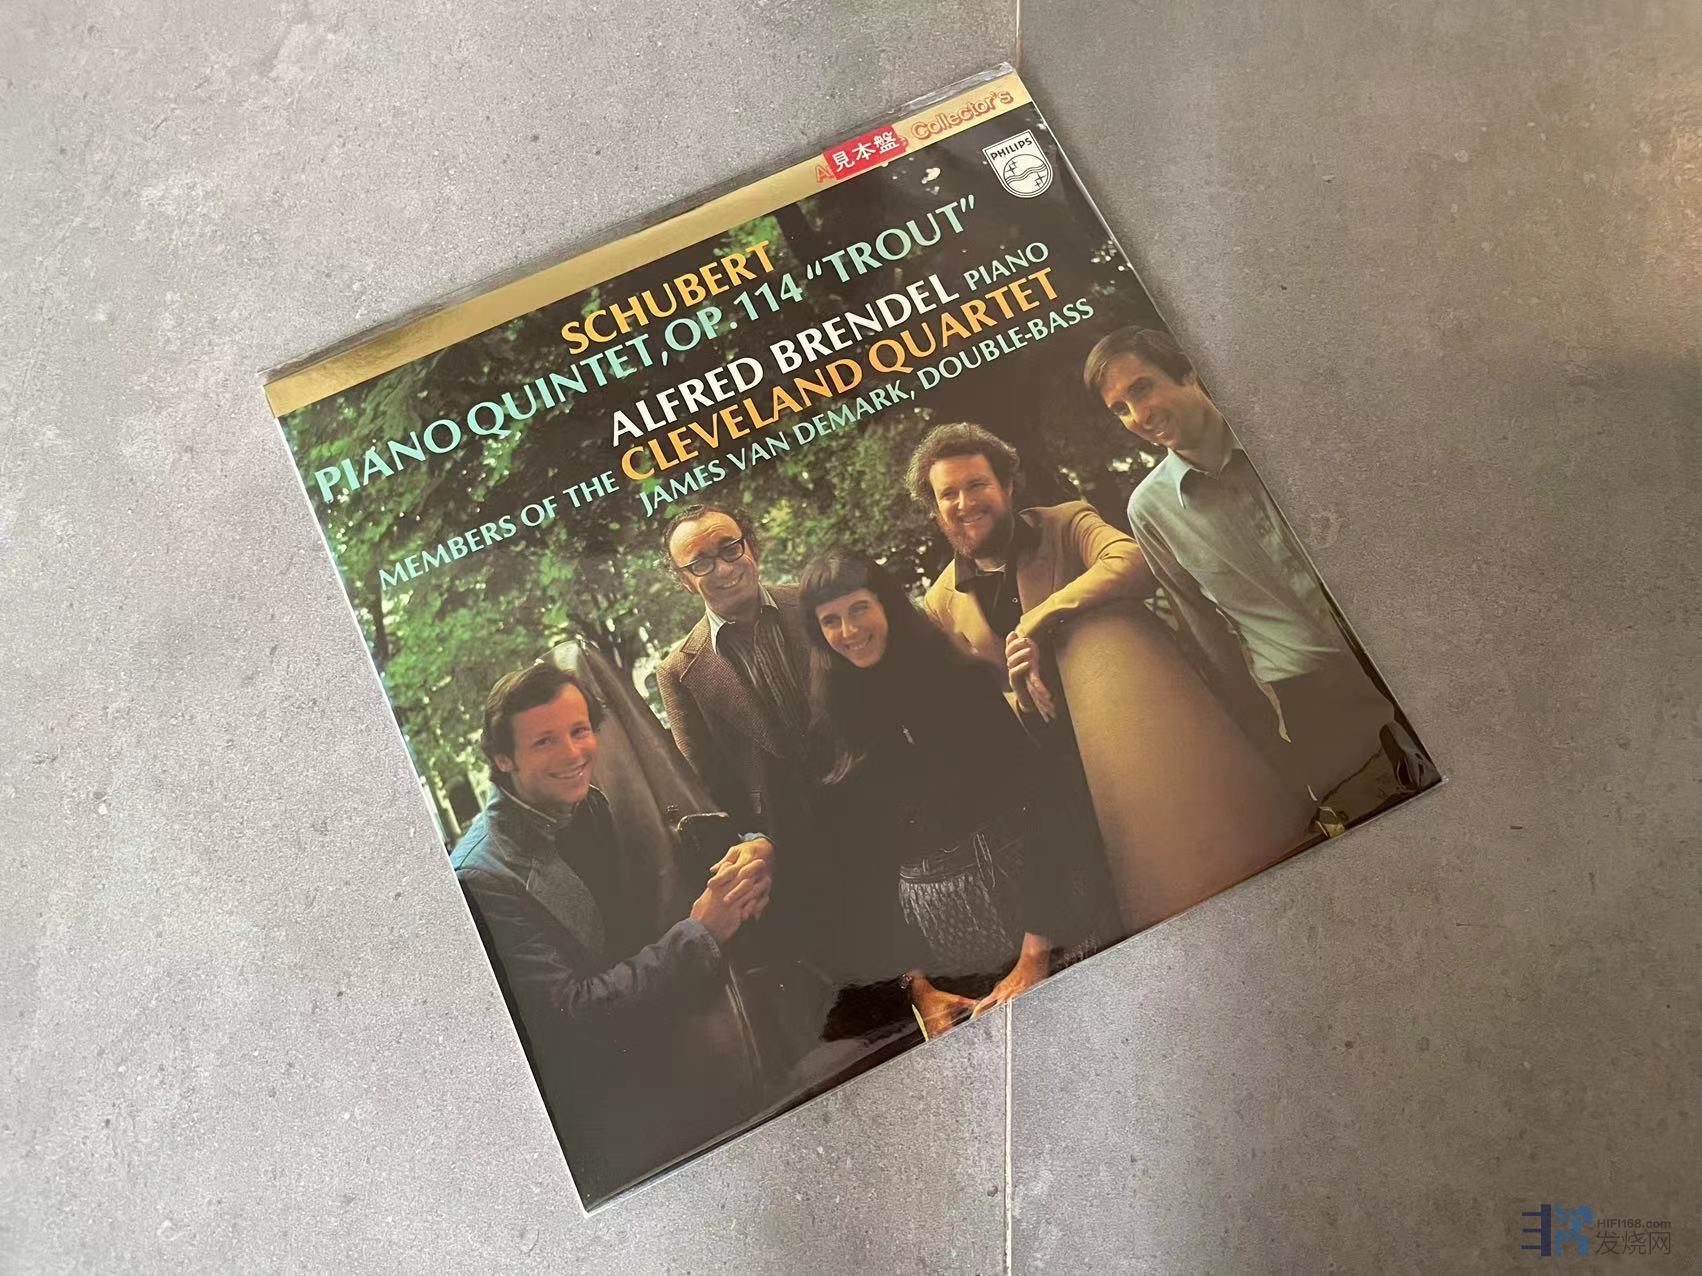 見本盤
Collector's
PHILIPS
SCHUBERT
PIANO QUINTET, OP. 114 “TROUT”
ALFRED BRENDEL PIANO
MEMBERS OF THE CLEVELAND QUARTET
JAMES VAN DEMARK, DOUBLE-BASS
HIFI168.com
发烧网